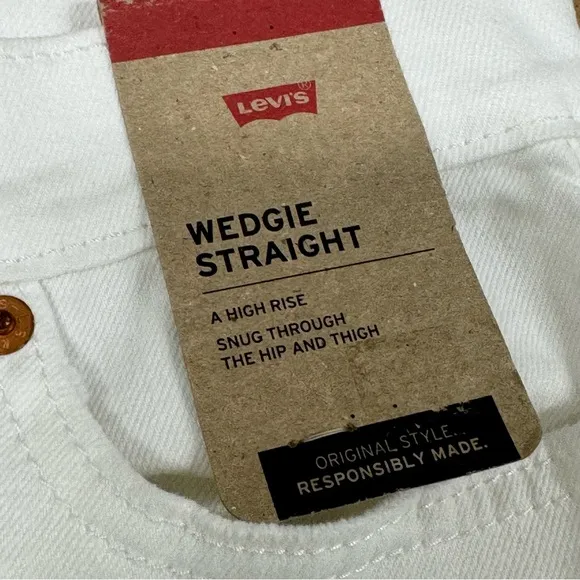 Levi's®
WEDGIE
STRAIGHT
A HIGH RISE
SNUG THROUGH
THE HIP AND THIGH
ORIGINAL STYLE.
RESPONSIBLY MADE.